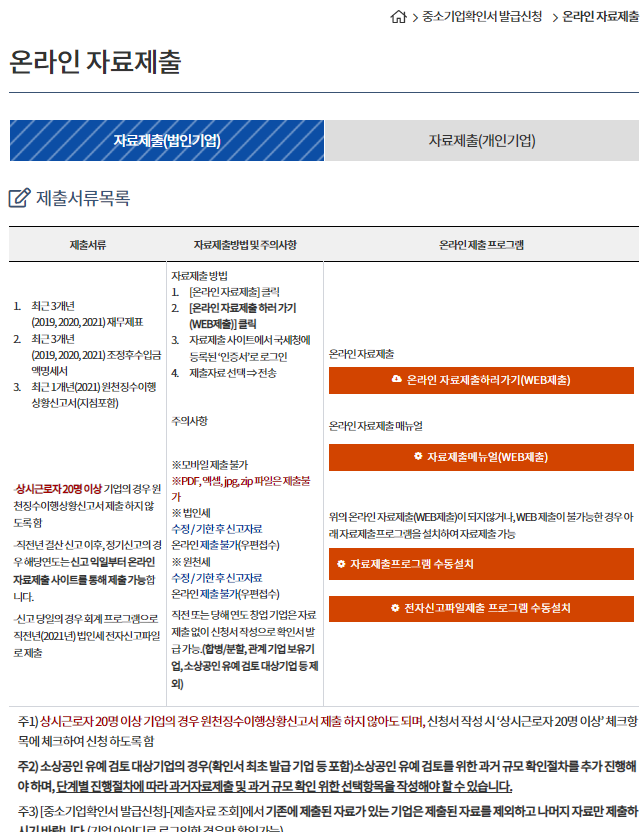 중소기업확인서 발급신청 > 온라인 자료제출
온라인 자료제출
자료제출(법인기업)
자료제출(개인기업)
제출서류목록
제출서류
자료제출방법 및 주의사항
온라인 제출 프로그램
1. 최근 3개년
(2019, 2020, 2021) 재무제표
2. 최근 3개년
(2019, 2020, 2021) 조정후수입금
액명세서
3. 최근 1개년(2021) 원천징수이행
상황신고서(지점포함)
-상시근로자 20명 이상 기업의 경우 원
천징수이행상황신고서 제출 하지 않
도록 함
-직전년 결산 신고 이후, 정기신고의 경
우 해당연도는 신고 익일부터 온라인
자료제출 사이트를 통해 제출 가능합
니다.
-신고 당일의 경우 회계 프로그램으로
직전년(2021년) 법인세 전자신고파일
로 제출
자료제출 방법
1. [온라인 자료제출] 클릭
2. [온라인 자료제출 하러 가기
(WEB제출)] 클릭
3. 자료제출 사이트에서 국세청에
등록된 '인증서'로 로그인
4. 제출자료 선택 ⇒ 전송
주의사항
※모바일 제출 불가
※PDF, 엑셀, jpg, zip 파일은 제출불
가
※ 법인세
수정 / 기한 후 신고자료
온라인 제출 불가(우편접수)
※ 원천세
수정 / 기한 후 신고자료
온라인 제출 불가(우편접수)
직전 또는 당해 연도 창업 기업은 자료
제출 없이 신청서 작성으로 확인서 발
급 가능.(합병/분할, 관계 기업 보유기
업, 소상공인 유예 검토 대상기업 등 제
외)
온라인 자료제출
온라인 자료제출하러가기(WEB제출)
온라인 자료제출 매뉴얼
자료제출매뉴얼(WEB제출)
위의 온라인 자료제출(WEB제출)이 되지않거나, WEB 제출이 불가능한 경우 아
래 자료제출프로그램을 설치하여 자료제출 가능
자료제출프로그램 수동설치
전자신고파일제출 프로그램 수동설치
주1) 상시근로자 20명 이상 기업의 경우 원천징수이행상황신고서 제출 하지 않아도 되며, 신청서 작성 시 '상시근로자 20명 이상' 체크항
목에 체크하여 신청 하도록 함
주2) 소상공인 유예 검토 대상기업의 경우(확인서 최초 발급 기업 등 포함)소상공인 유예 검토를 위한 과거 규모 확인절차를 추가 진행해
야 하며, 단계별 진행절차에 따라 과거자료제출 및 과거 규모 확인 위한 선택항목을 작성해야 할 수 있습니다.
주3) [중소기업확인서 발급신청]-[제출자료 조회]에서 기존에 제출된 자료가 있는 기업은 제출된 자료를 제외하고 나머지 자료만 제출하
시기 바랍니다. (기업 아이디로 로그인한 경우만 확인가능)